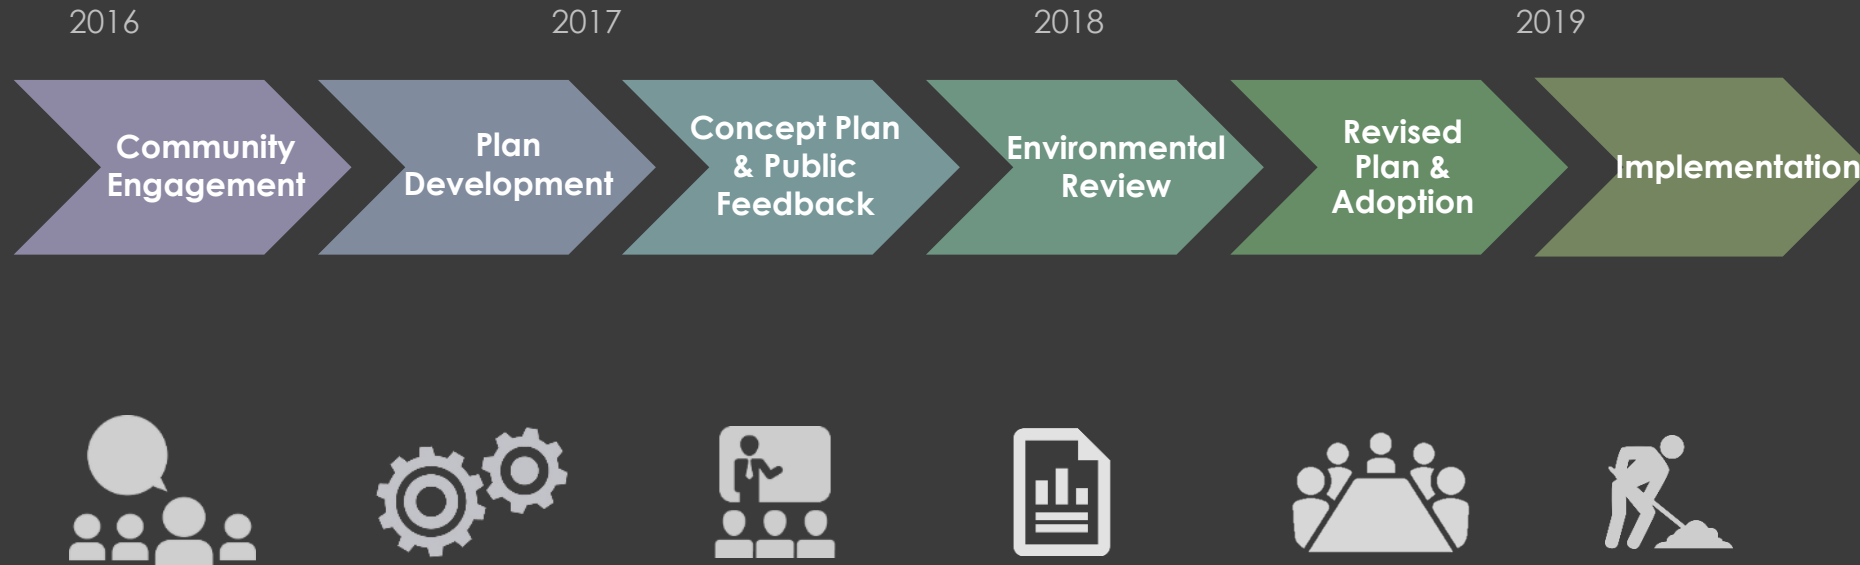 2016
2017
2018
2019
Community
Engagement
Plan
Development
Concept Plan
& Public
Feedback
Environmental
Review
Revised
Plan &
Adoption
Implementation